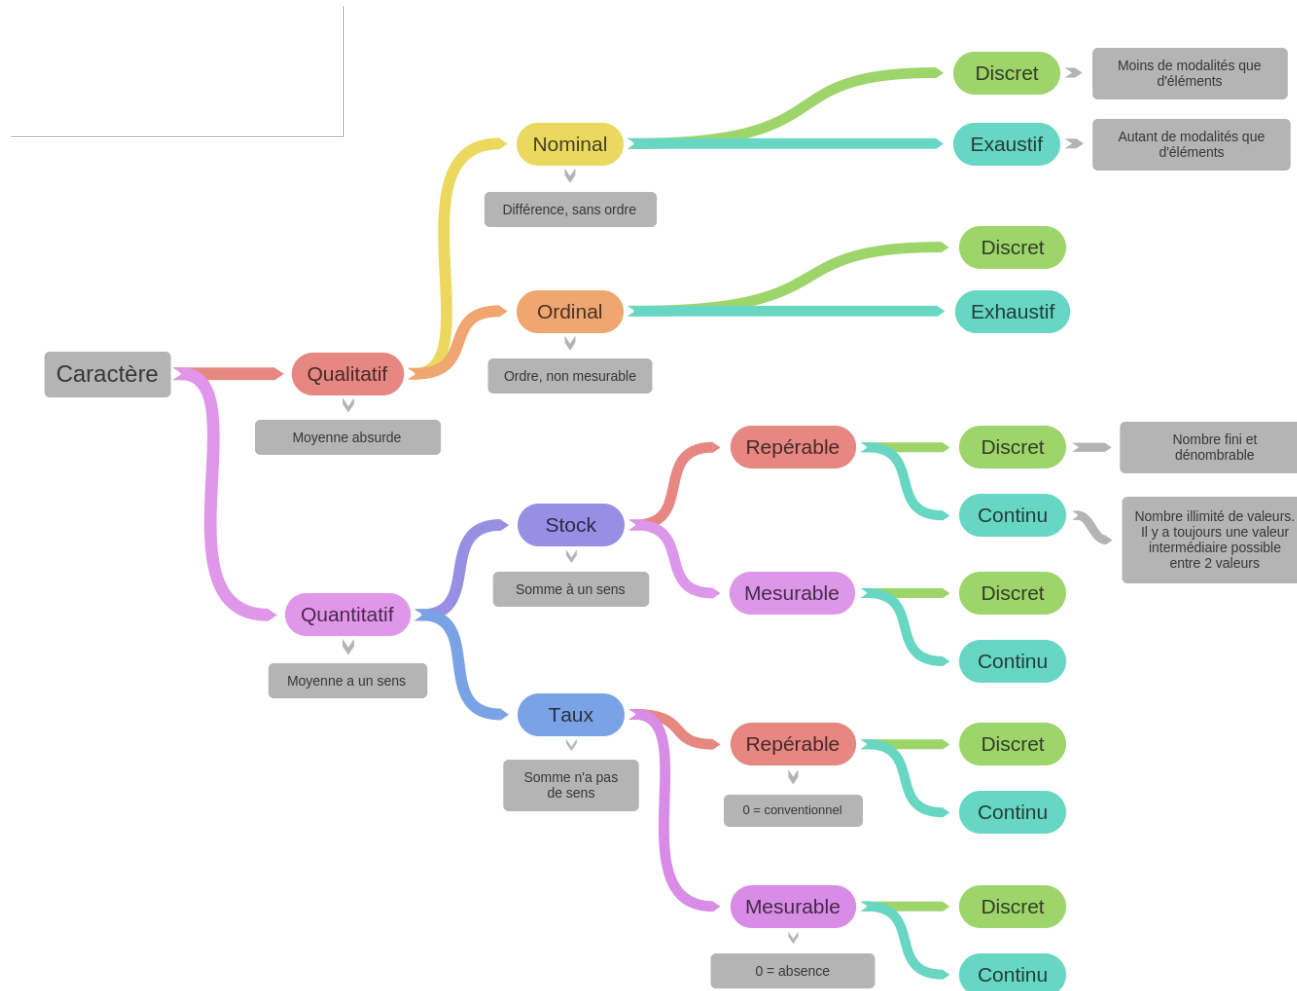 Discret
Moins de modalités que
d'éléments
Nominal
Exaustif
Autant de modalités que
d'éléments
Différence, sans ordre
Discret
Ordinal
Exhaustif
Ordre, non mesurable
Caractère
Qualitatif
Moyenne absurde
Repérable
Discret
Nombre fini et
dénombrable
Stock
Continu
Nombre illimité de valeurs.
Il y a toujours une valeur
intermédiaire possible
entre 2 valeurs
Somme à un sens
Mesurable
Discret
Quantitatif
Continu
Moyenne a un sens
Taux
Repérable
Discret
Somme n'a pas
de sens
0 = conventionnel
Continu
Mesurable
Discret
0 = absence
Continu